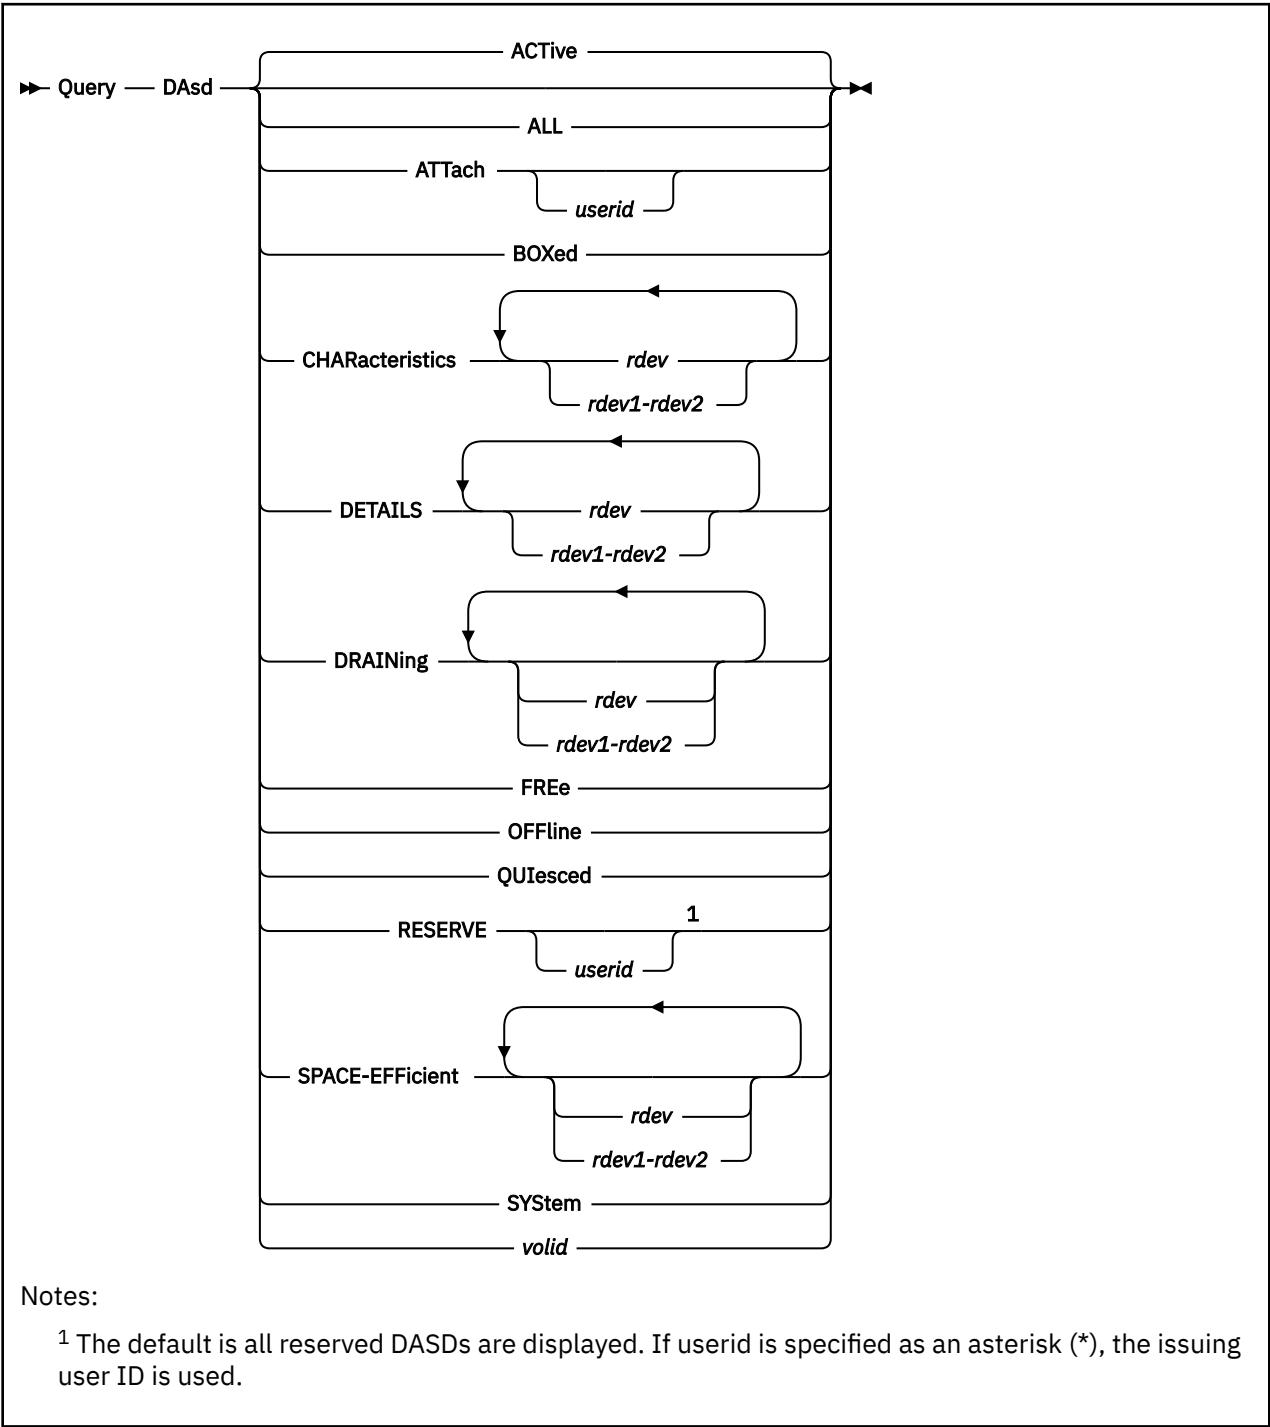 ACTive
Query DAsd
ALL
ATTach
userid
BOXed
CHARacteristics rdev
rdev1-rdev2
DETAILS rdev
rdev1-rdev2
DRAINing
rdev
rdev1-rdev2
FREe
OFFline
QUIesced
RESERVE 1
userid
SPACE-EFFicient
rdev
rdev1-rdev2
SYStem
volid
Notes:
1 The default is all reserved DASDs are displayed. If userid is specified as an asterisk (*), the issuing
user ID is used.